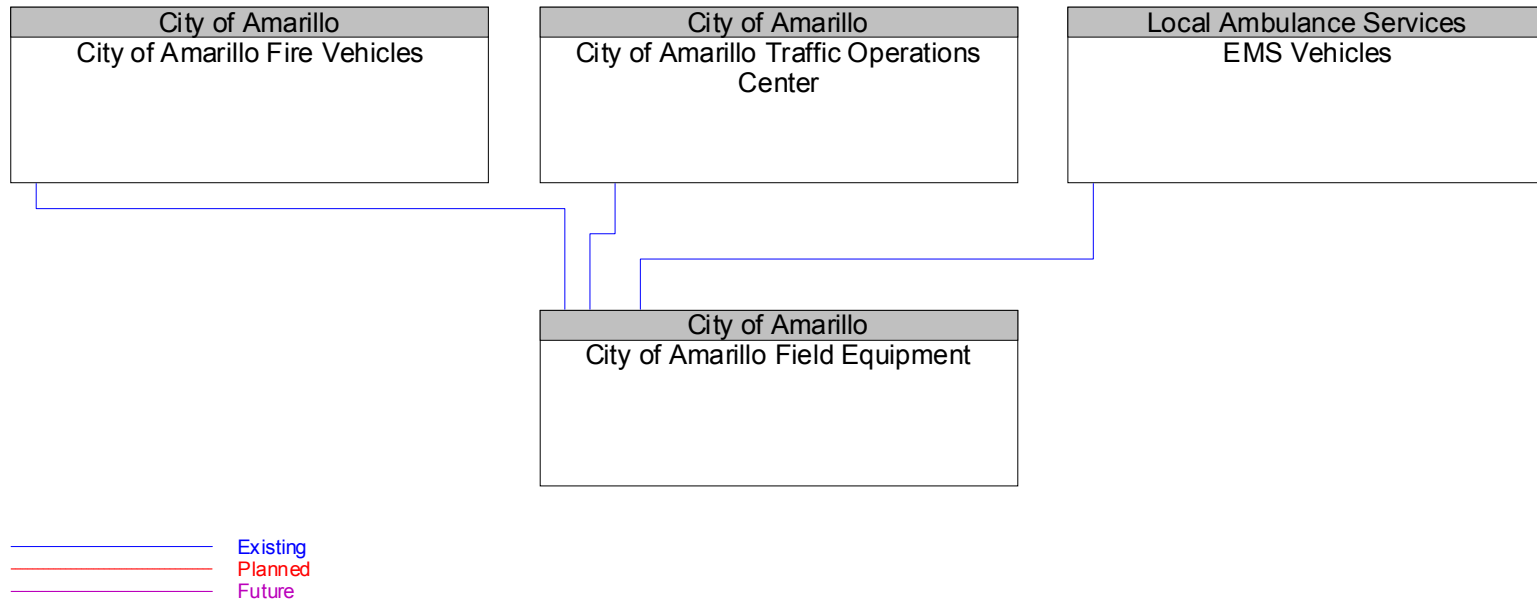 City of Amarillo
City of Amarillo Fire Vehicles
City of Amarillo
City of Amarillo Traffic Operations
Center
Local Ambulance Services
EMS Vehicles
City of Amarillo
City of Amarillo Field Equipment
Existing
Planned
Future